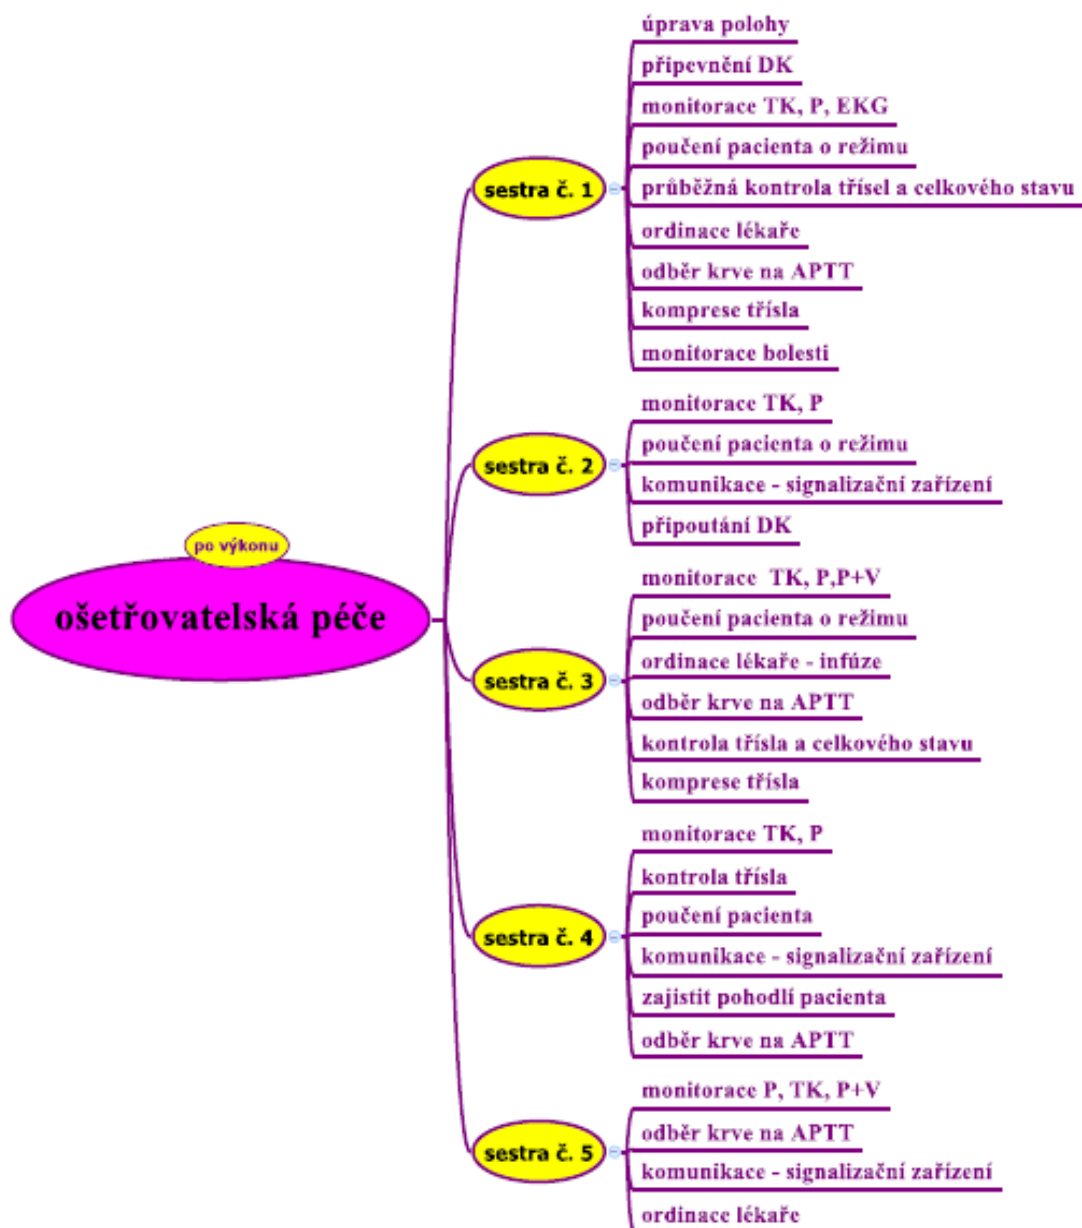 po výkonu
ošetřovatelská péče
sestra č. 1
úprava polohy
připevnění DK
monitorace TK, P, EKG
poučení pacienta o režimu
průběžná kontrola třísel a celkového stavu
ordinace lékaře
odběr krve na APTT
komprese třísla
monitorace bolesti
sestra č. 2
monitorace TK, P
poučení pacienta o režimu
komunikace - signalizační zařízení
připoutání DK
sestra č. 3
monitorace TK, P,P+V
poučení pacienta o režimu
ordinace lékaře - infúze
odběr krve na APTT
kontrola třísla a celkového stavu
komprese třísla
sestra č. 4
monitorace TK, P
kontrola třísla
poučení pacienta
komunikace - signalizační zařízení
zajistit pohodlí pacienta
odběr krve na APTT
sestra č. 5
monitorace P, TK, P+V
odběr krve na APTT
komunikace - signalizační zařízení
ordinace lékaře